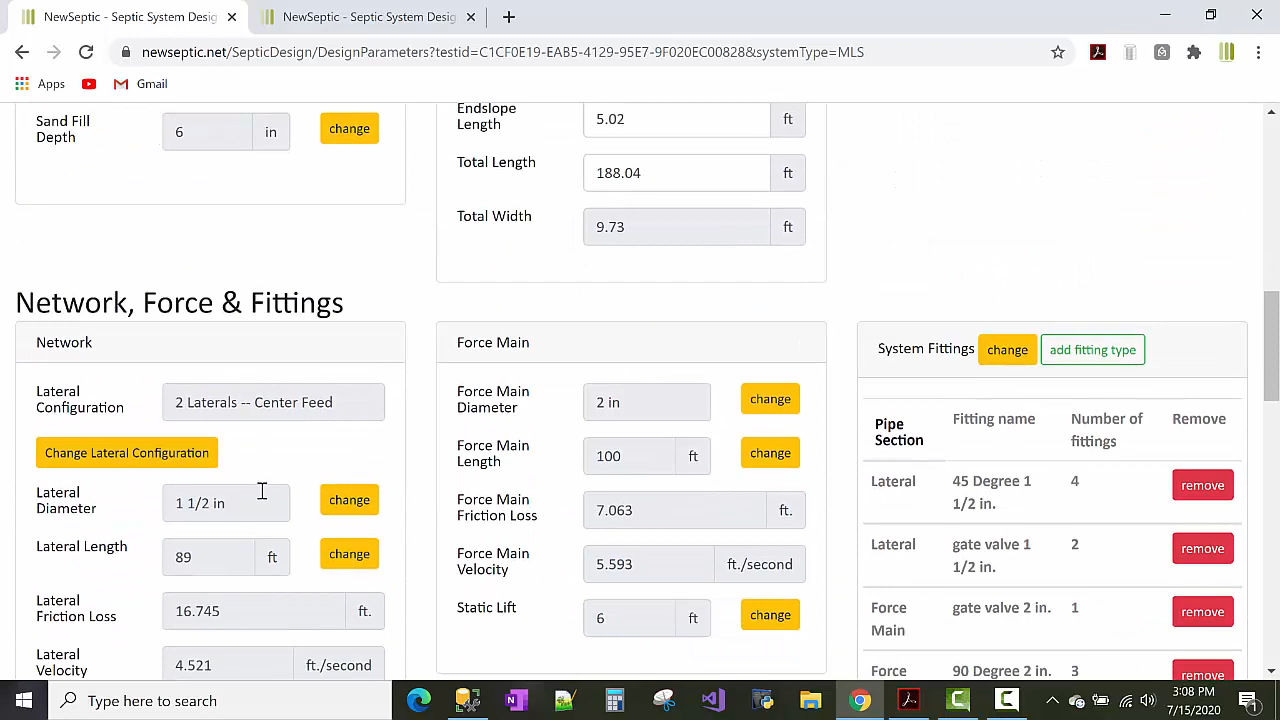 NewSeptic - Septic System Desig
NewSeptic - Septic System Desig
newseptic.net/SepticDesign/DesignParameters?testid=C1CF0E19-EAB5-4129-95E7-9F020EC00828&systemType=MLS
Apps
Gmail
Sand Fill
Depth
6
in
change
Endslope
Length
5.02
ft
Total Length
188.04
ft
Total Width
9.73
ft
Network, Force & Fittings
Network
Lateral
Configuration
2 Laterals -- Center Feed
Change Lateral Configuration
Lateral
Diameter
1 1/2 in
change
Lateral Length
89
ft
change
Lateral
Friction Loss
16.745
ft.
Lateral
Velocity
4.521
ft./second
Force Main
Force Main
Diameter
2 in
change
Force Main
Length
100
ft
change
Force Main
Friction Loss
7.063
ft.
Force Main
Velocity
5.593
ft./second
Static Lift
6
ft
change
System Fittings
change
add fitting type
Pipe
Section
Fitting name
Number of
fittings
Remove
Lateral
45 Degree 1
1/2 in.
4
remove
Lateral
gate valve 1
1/2 in.
2
remove
Force
Main
gate valve 2 in.
1
remove
Force
90 Degree 2 in.
3
remove
Type here to search
3:08 PM
7/15/2020
1